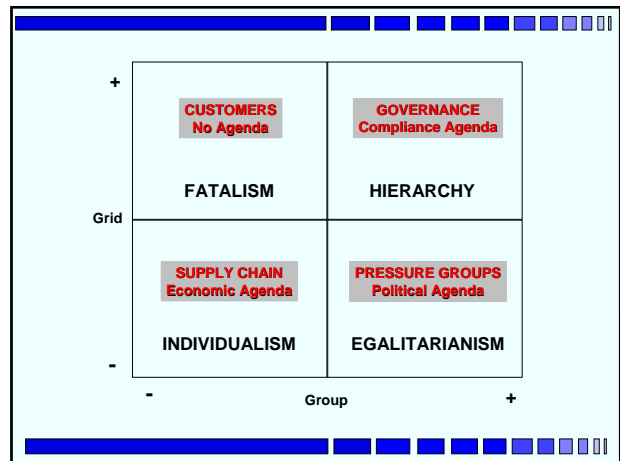 +
CUSTOMERS
No Agenda
GOVERNANCE
Compliance Agenda
FATALISM
HIERARCHY
Grid
SUPPLY CHAIN
Economic Agenda
PRESSURE GROUPS
Political Agenda
INDIVIDUALISM
EGALITARIANISM
-
-
Group
+